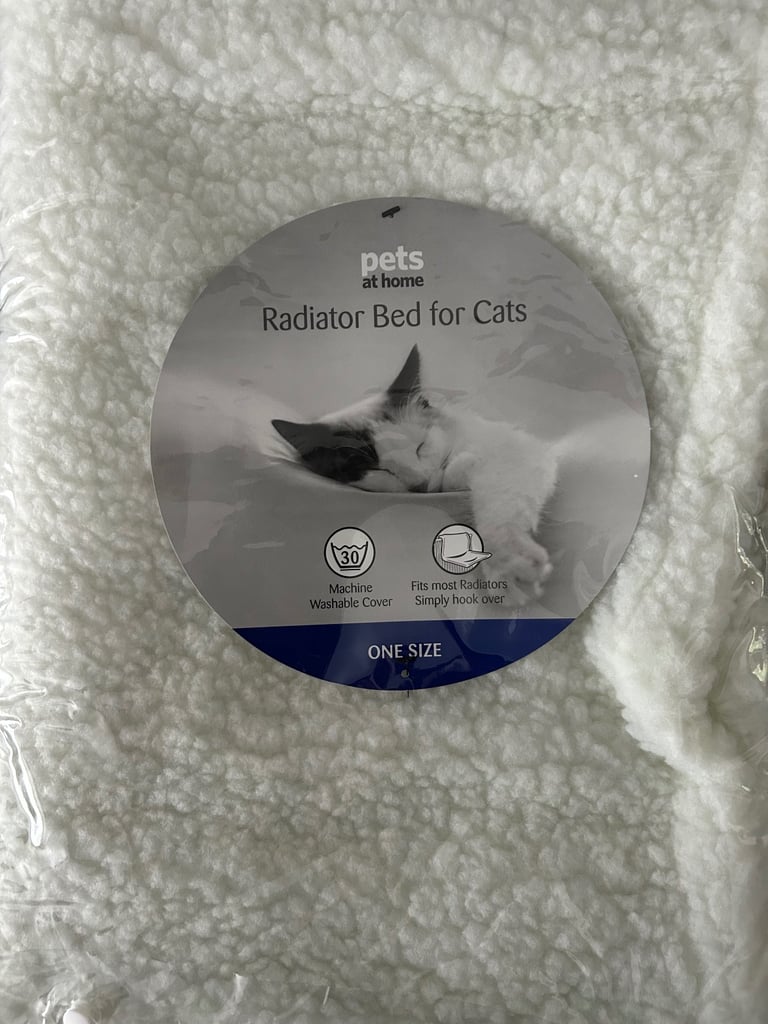 pets
at home
Radiator Bed for Cats
30
Machine
Washable Cover
Fits most Radiators
Simply hook over
ONE SIZE